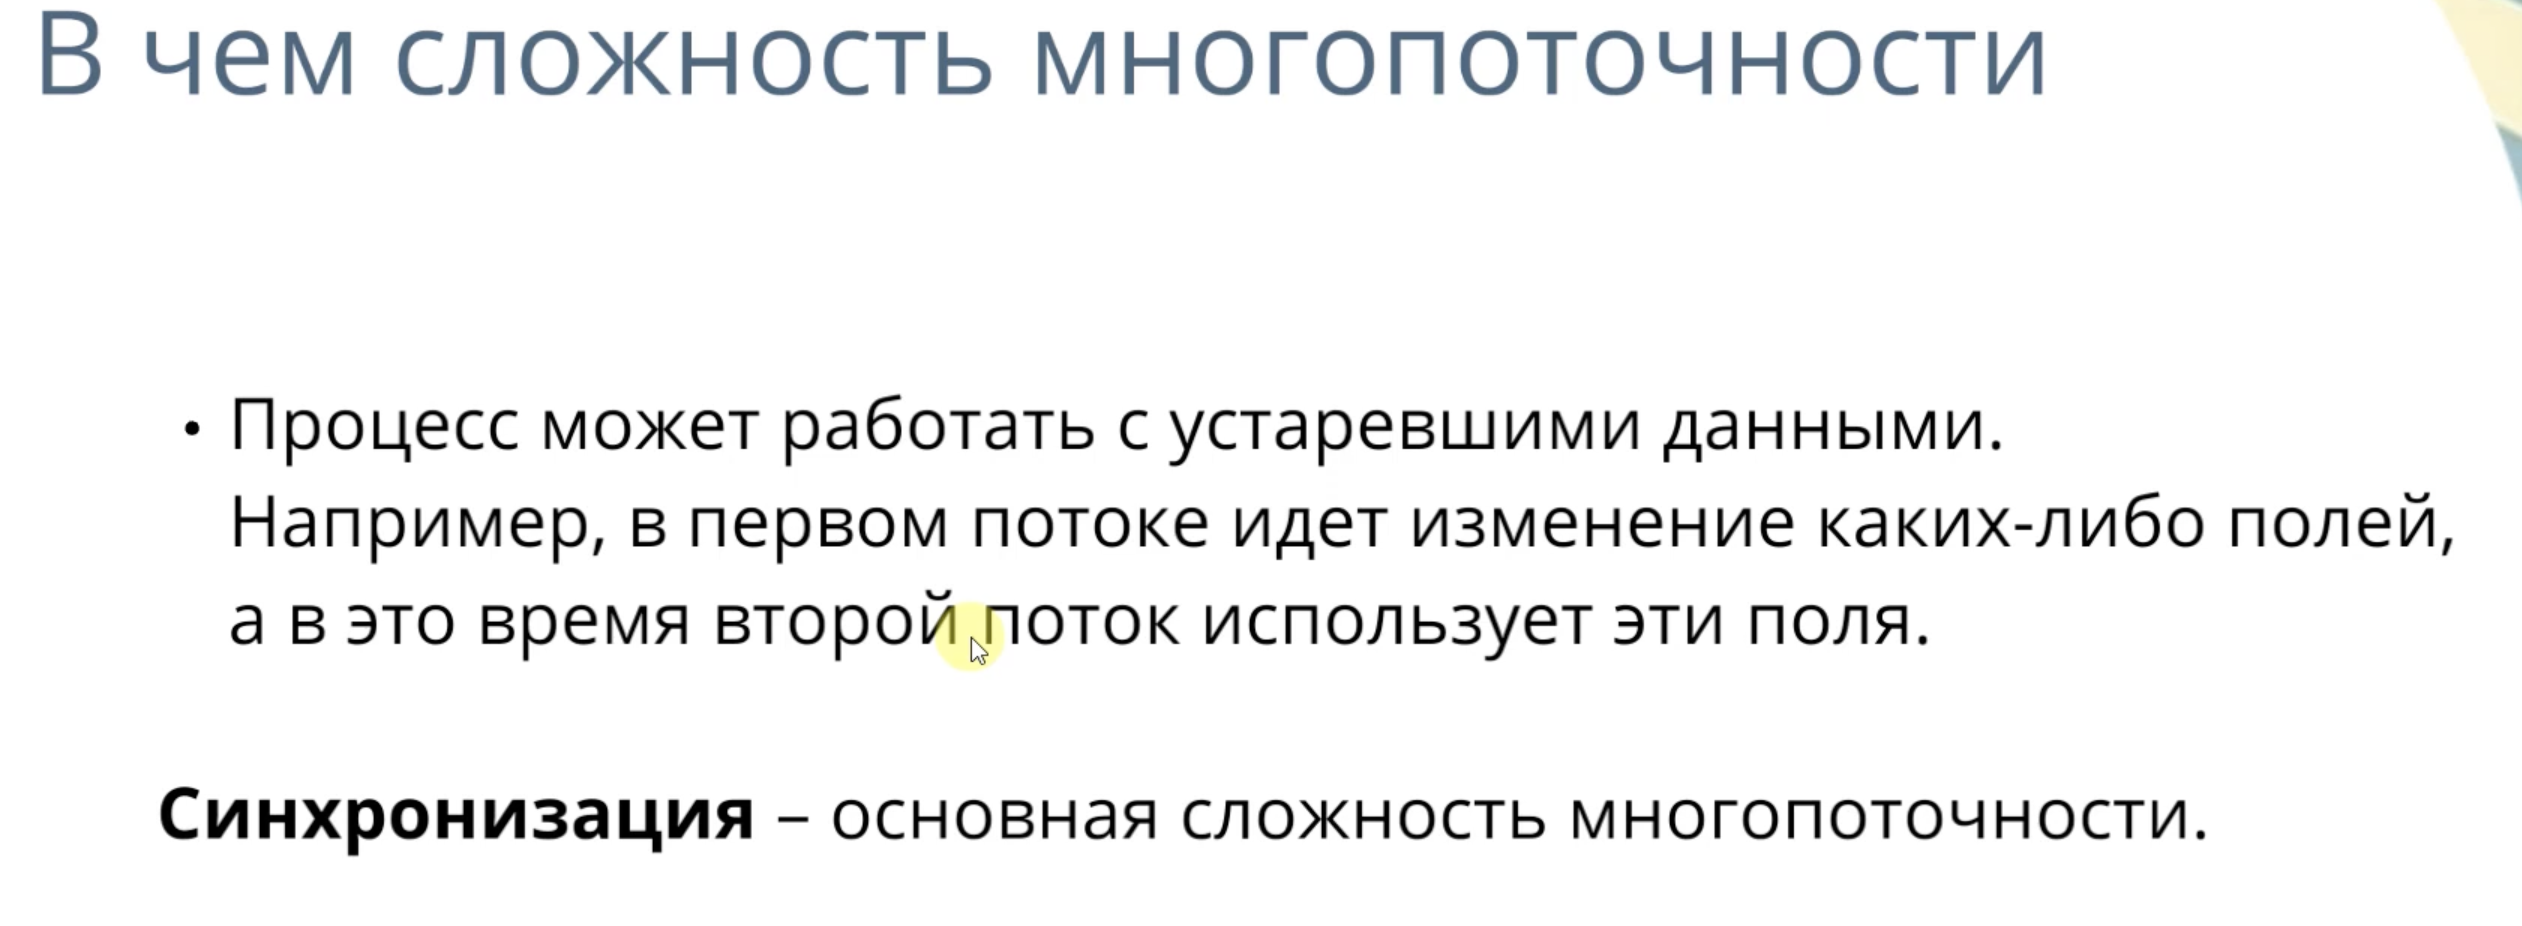 В чем сложность многопоточности
• Процесс может работать с устаревшими данными.
Например, в первом потоке идет изменение каких-либо полей,
а в это время второй поток использует эти поля.
Синхронизация – основная сложность многопоточности.